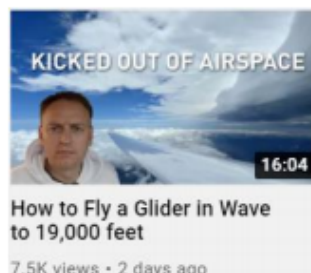 KICKED OUT OF AIRSPACE
16:04
How to Fly a Glider in Wave
to 19,000 feet
7.5K views • 2 days ago